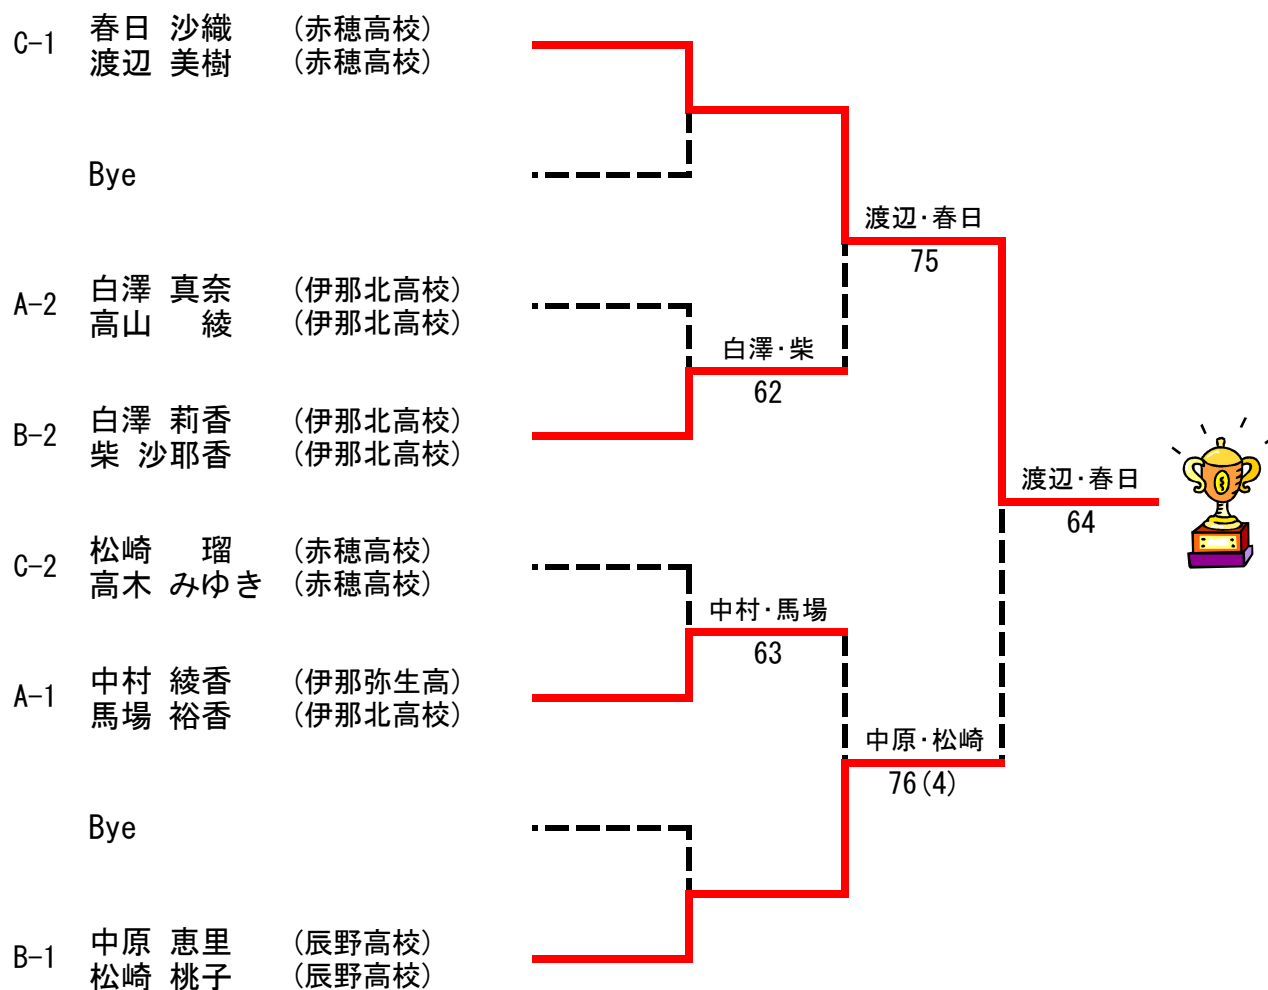 C-1 春日 沙織 (赤穂高校)
渡辺 美樹 (赤穂高校)
Bye
渡辺・春日
75
A-2 白澤 真奈 (伊那北高校)
高山 綾 (伊那北高校)
白澤・柴
62
B-2 白澤 莉香 (伊那北高校)
柴 沙耶香 (伊那北高校)
渡辺・春日
64
C-2 松崎 瑠 (赤穂高校)
高木 みゆき (赤穂高校)
中村・馬場
63
A-1 中村 綾香 (伊那弥生高)
馬場 裕香 (伊那北高校)
中原・松崎
76(4)
Bye
B-1 中原 恵里 (辰野高校)
松崎 桃子 (辰野高校)